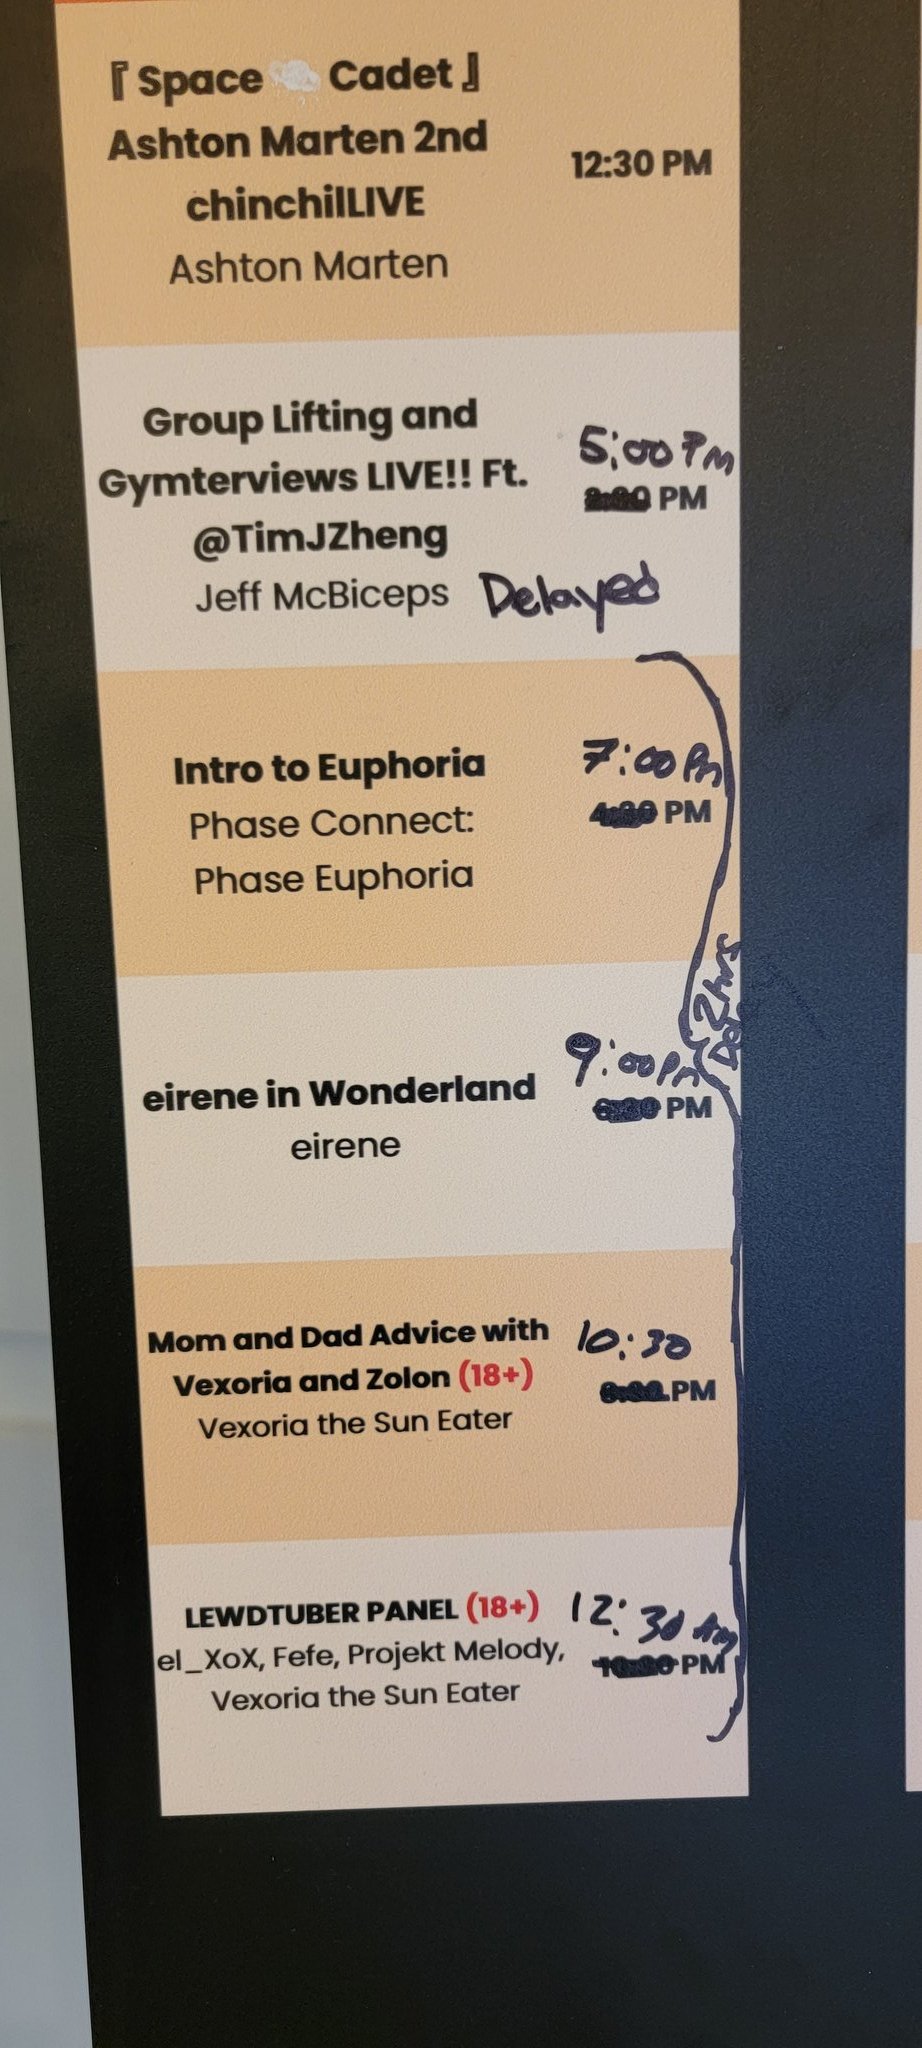 『Space Cadet』
Ashton Marten 2nd
chinchilLIVE
Ashton Marten
12:30 PM
Group Lifting and
Gymterviews LIVE!! Ft.
@TimJZheng
Jeff McBiceps
Delayed
5:00 PM
PM
Intro to Euphoria
Phase Connect:
Phase Euphoria
7:00 Pm
PM
eirene in Wonderland
eirene
9:00 Pm
PM
2hrs
Mom and Dad Advice with
Vexoria and Zolon (18+)
Vexoria the Sun Eater
10:30
PM
LEWDTUBER PANEL (18+)
el_XoX, Fefe, Projekt Melody,
Vexoria the Sun Eater
12:30 Am
PM